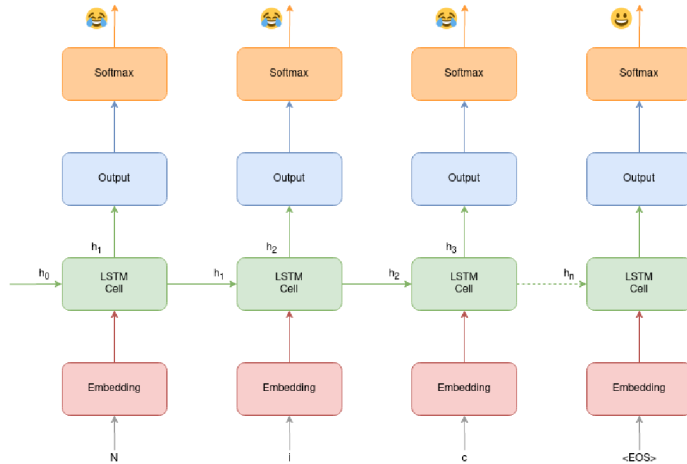 😂 😂 😂 😃
Softmax Softmax Softmax Softmax
Output Output Output Output
h1 h2 h3
h0 h1 h2 hn
LSTM LSTM LSTM LSTM
Cell Cell Cell Cell
Embedding Embedding Embedding Embedding
N i c <EOS>